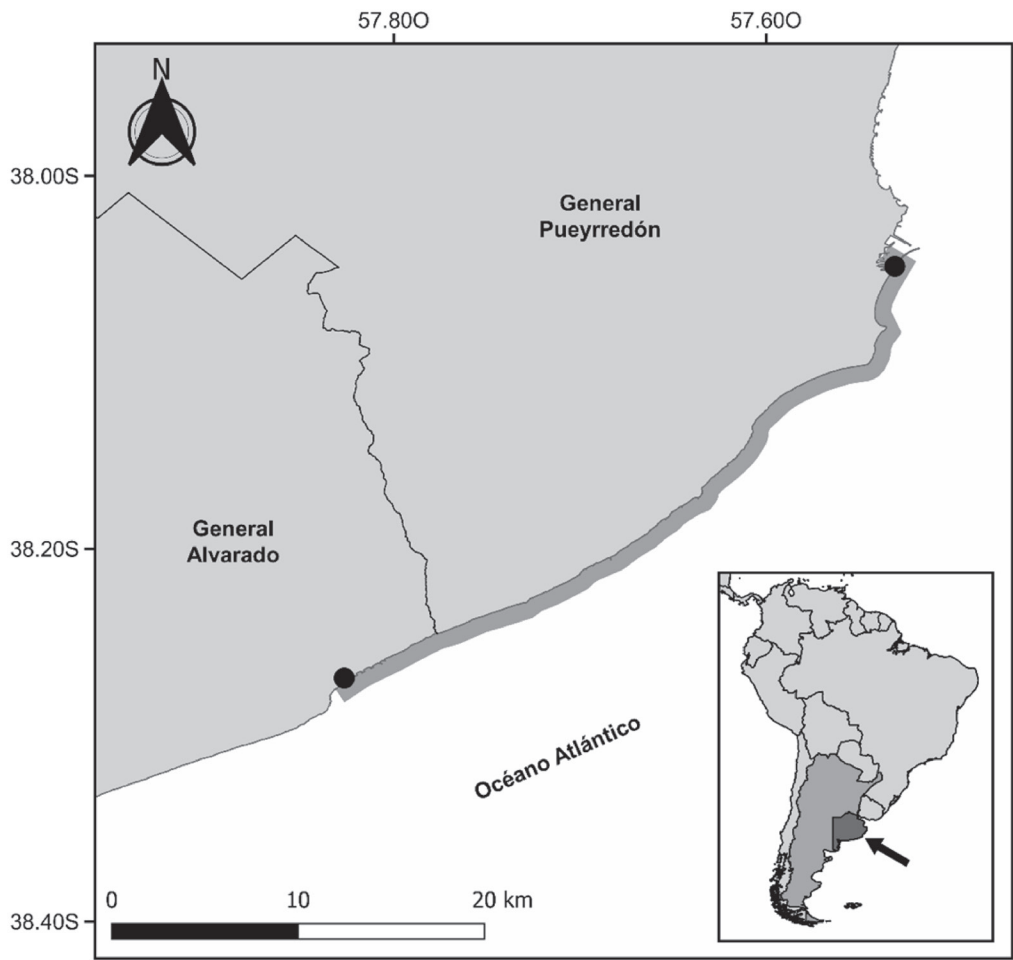 57.80O
57.60O
N
38.00S
General
Pueyrredón
General
Alvarado
38.20S
Océano Atlántico
0
10
20 km
38.40S